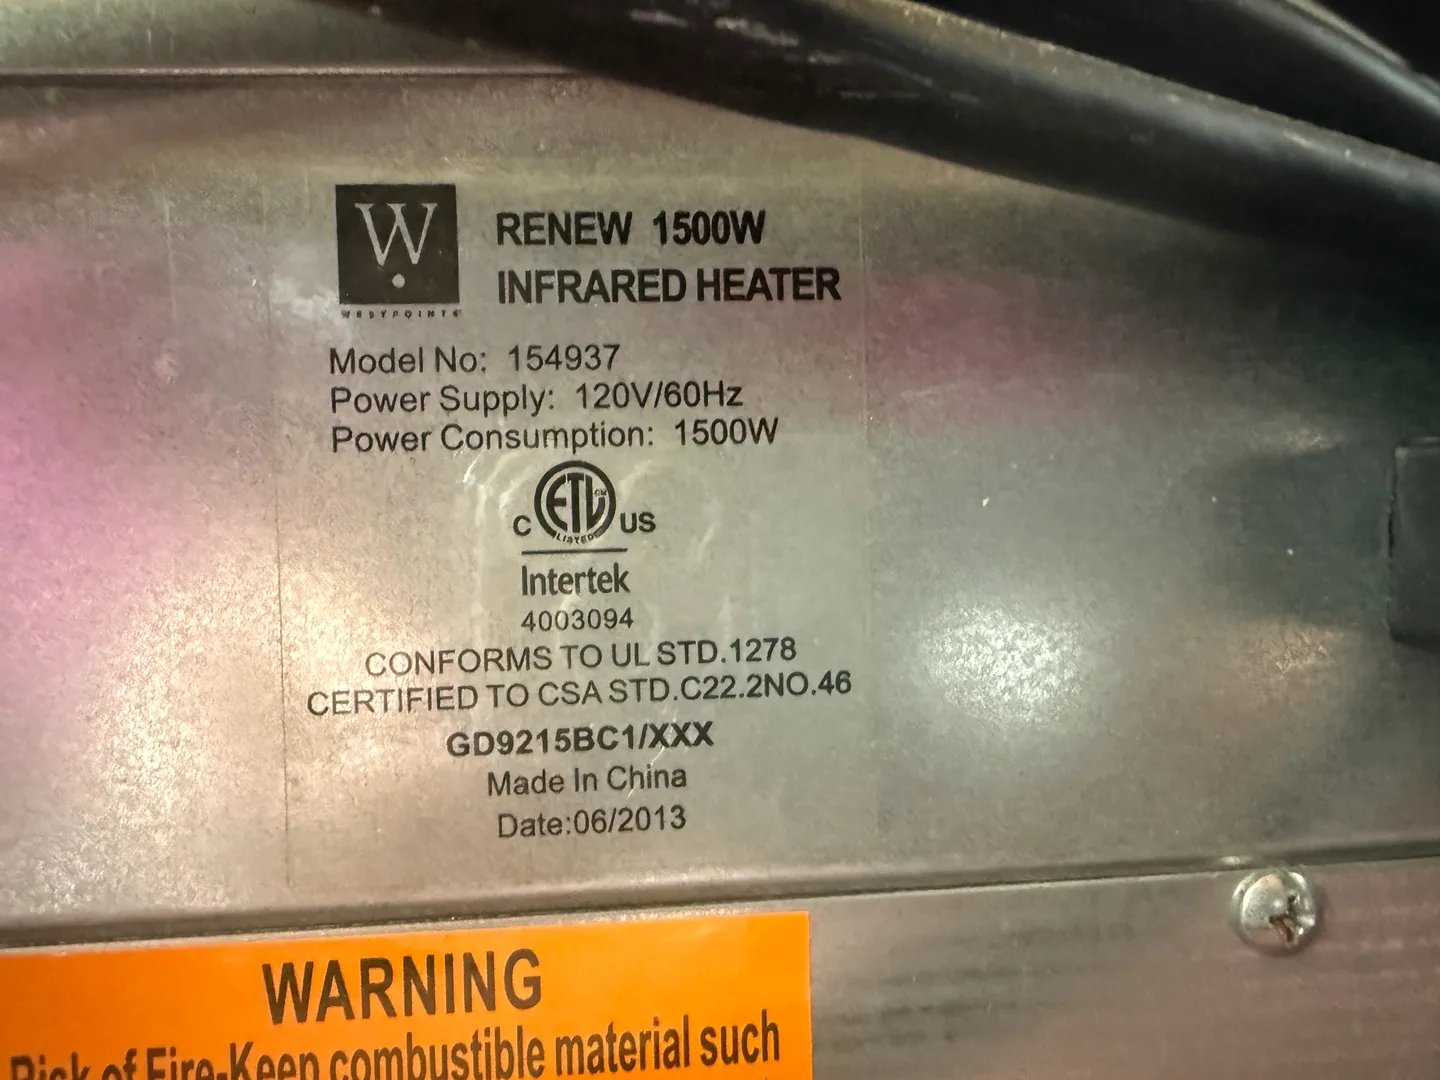 W
WESTPOINTE
RENEW 1500W
INFRARED HEATER
Model No: 154937
Power Supply: 120V/60Hz
Power Consumption: 1500W
C ETL CM LISTED US
Intertek
4003094
CONFORMS TO UL STD.1278
CERTIFIED TO CSA STD.C22.2NO.46
GD9215BC1/XXX
Made In China
Date:06/2013
WARNING
Risk of Fire-Keep combustible material such